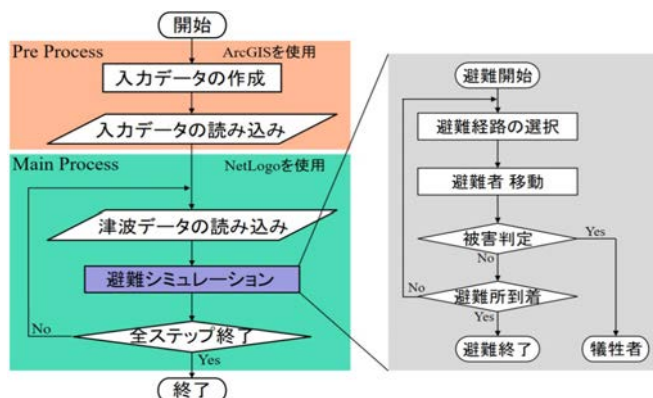 開始
Pre Process
ArcGISを使用
入力データの作成
入力データの読み込み
Main Process
NetLogoを使用
津波データの読み込み
避難シミュレーション
No
全ステップ終了
Yes
終了
避難開始
避難経路の選択
避難者 移動
被害判定
Yes
No
No
避難所到着
Yes
避難終了
犠牲者